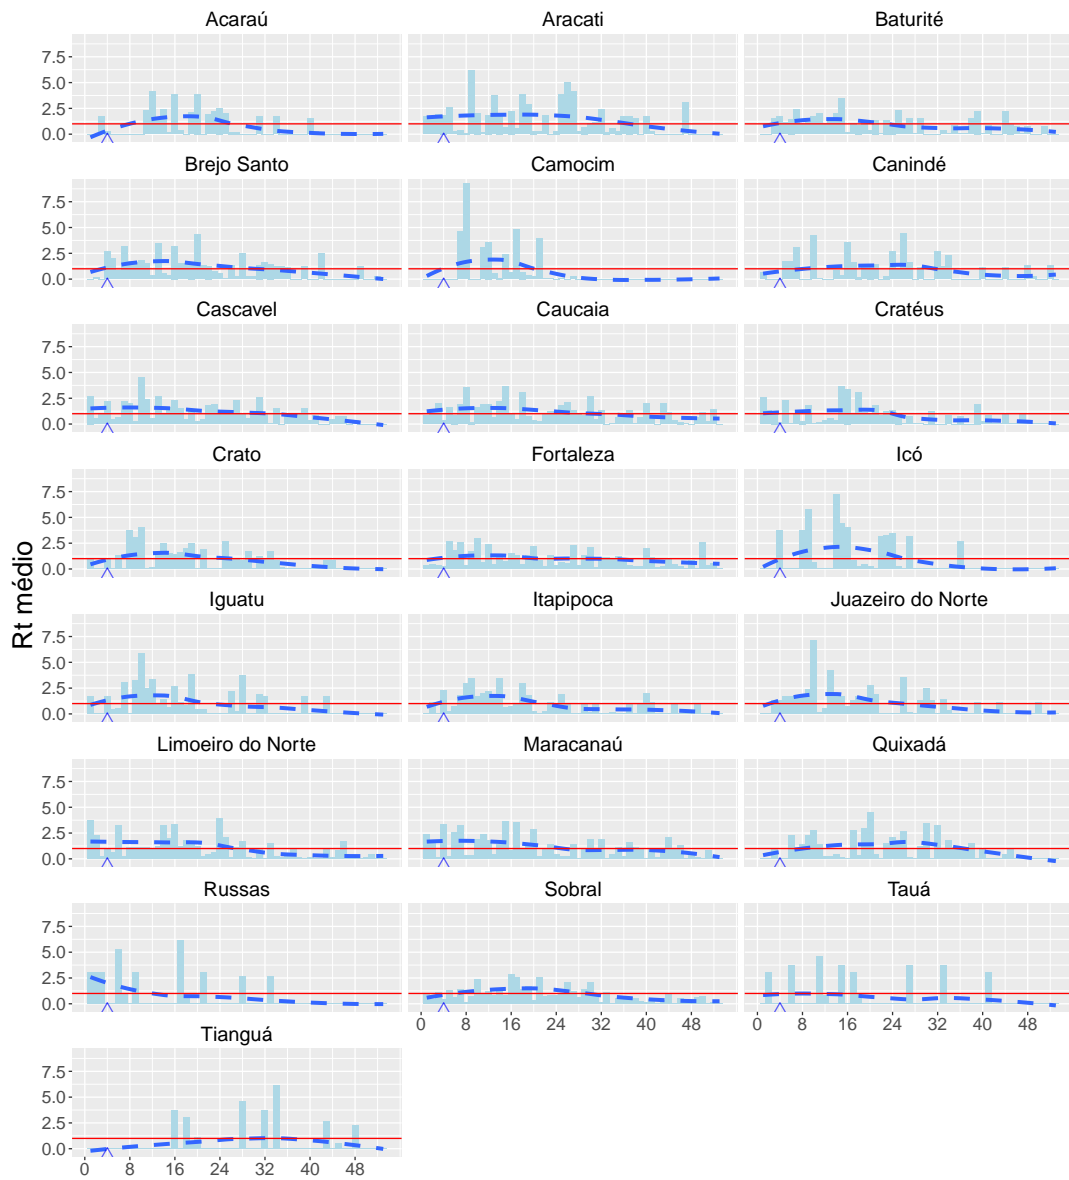 Acaraú Aracati Baturité
7.5
5.0
2.5
0.0
Brejo Santo Camocim Canindé
7.5
5.0
2.5
0.0
Cascavel Caucaia Cratéus
7.5
5.0
2.5
0.0
Crato Fortaleza Icó
7.5
5.0
2.5
0.0
Rt médio
Iguatu Itapipoca Juazeiro do Norte
7.5
5.0
2.5
0.0
Limoeiro do Norte Maracanaú Quixadá
7.5
5.0
2.5
0.0
Russas Sobral Tauá
7.5
5.0
2.5
0.0
0 8 16 24 32 40 48 0 8 16 24 32 40 48
Tianguá
7.5
5.0
2.5
0.0
0 8 16 24 32 40 48